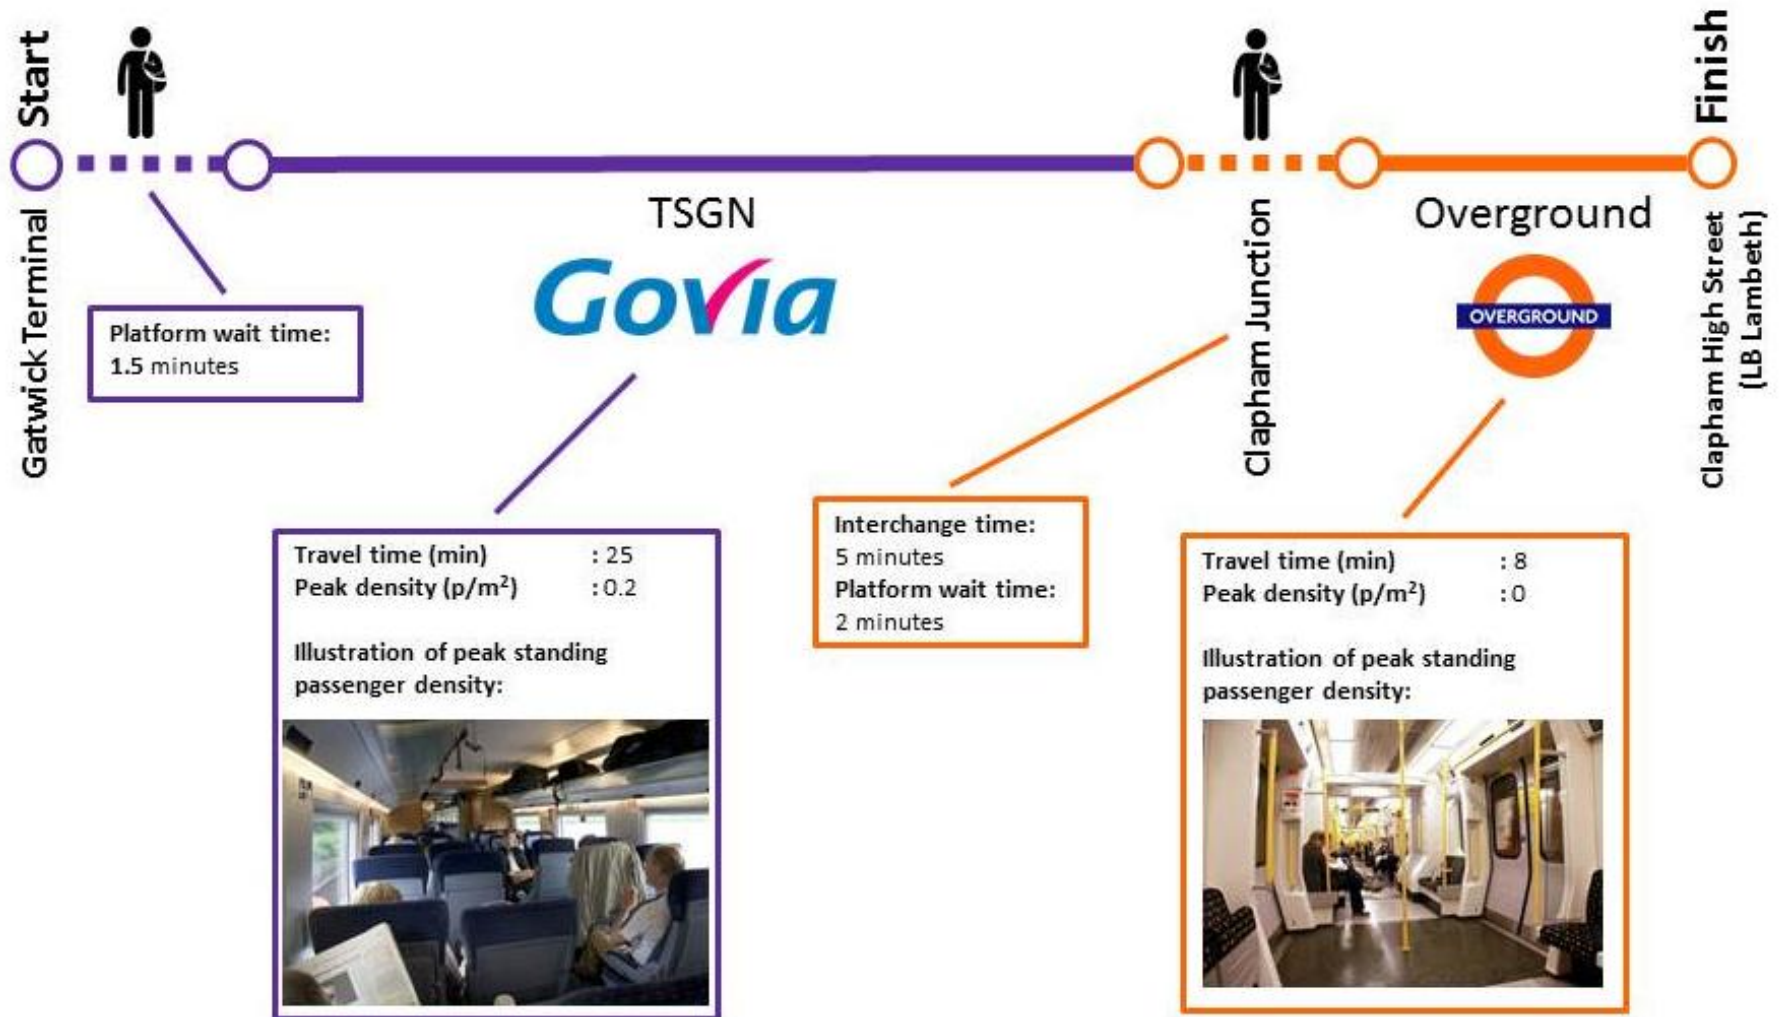 Start
Gatwick Terminal
Platform wait time:
1.5 minutes
TSGN
Govia
Travel time (min) : 25
Peak density (p/m²) : 0.2
Illustration of peak standing
passenger density:
Clapham Junction
Interchange time:
5 minutes
Platform wait time:
2 minutes
Overground
OVERGROUND
Travel time (min) : 8
Peak density (p/m²) : 0
Illustration of peak standing
passenger density:
Finish
Clapham High Street
(LB Lambeth)